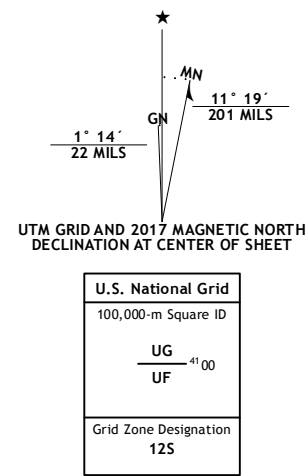 ★
MN
GN
11° 19´
201 MILS
1° 14´
22 MILS
UTM GRID AND 2017 MAGNETIC NORTH
DECLINATION AT CENTER OF SHEET
U.S. National Grid
100,000-m Square ID
UG
4100
UF
Grid Zone Designation
12S